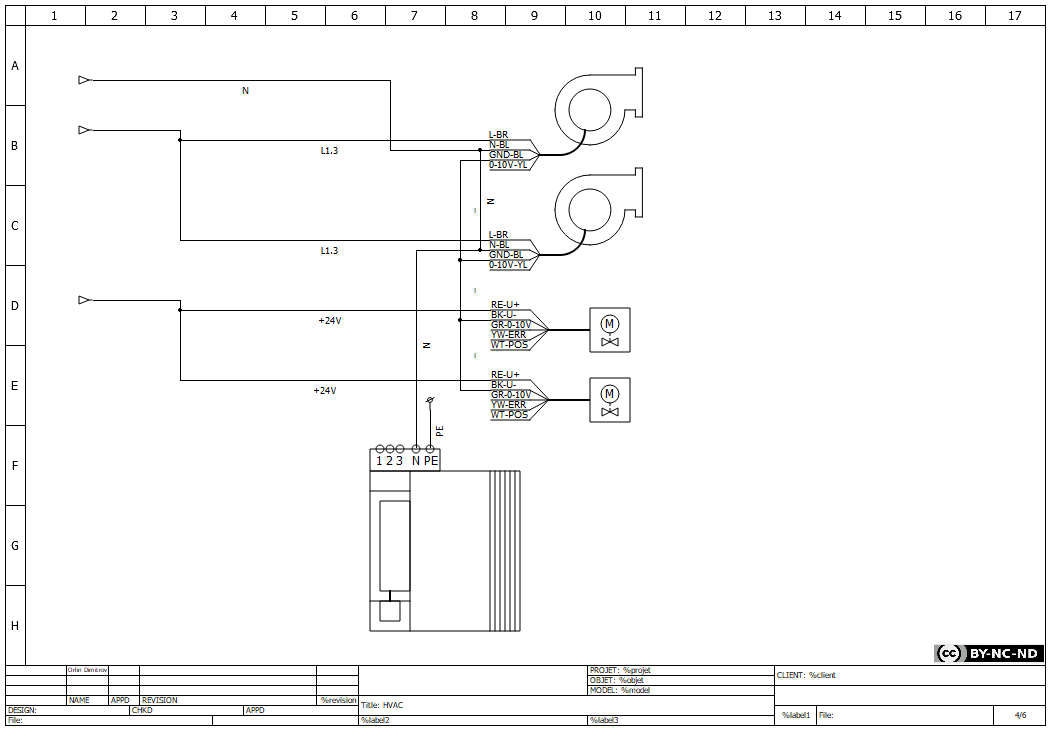 1 2 3 4 5 6 7 8 9 10 11 12 13 14 15 16 17
A
N
B
L-BR
N-BL
L1.3
GND-BL
0-10V-YL
N
C
L-BR
N-BL
L1.3
GND-BL
0-10V-YL
D
RE-U+
BK-U-
+24V
GR-0-10V
M
YW-ERR
WT-POS
N
E
RE-U+
BK-U-
+24V
GR-0-10V
M
YW-ERR
WT-POS
PE
F
1 2 3 N PE
G
H
cc BY-NC-ND
Orlin Dimitrov
PROJET: %projet
OBJET: %objet
CLIENT: %client
MODEL: %model
NAME APPD REVISION %revision
Title: HVAC
DESIGN: CHKD APPD
%label1 File: 4/6
File: %label2 %label3